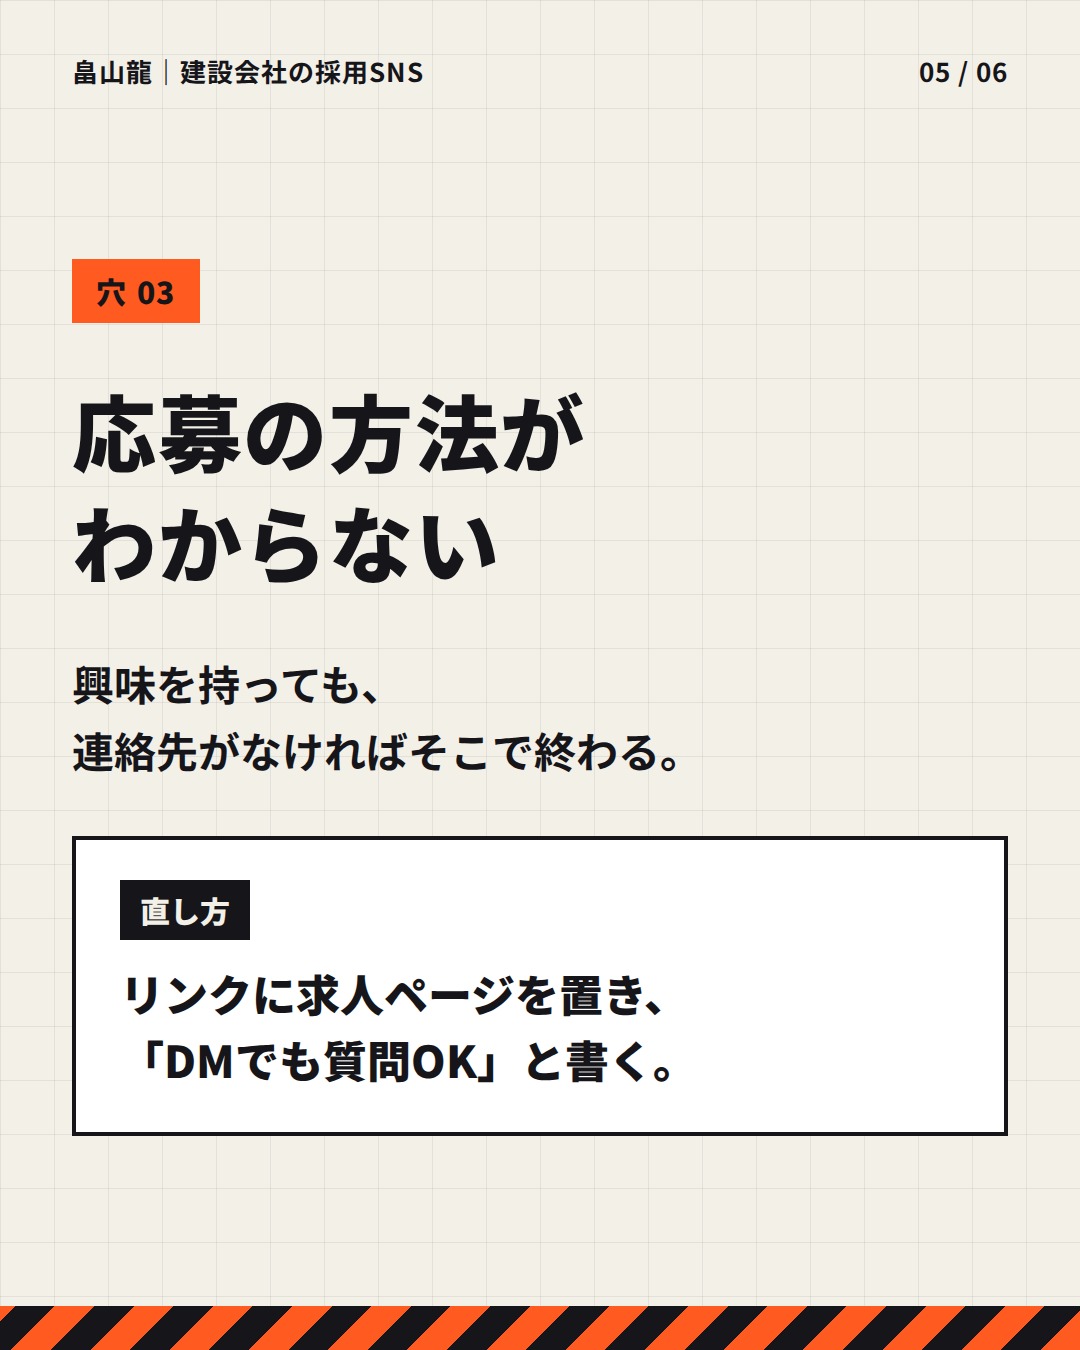 畠山龍｜建設会社の採用SNS
05 / 06
穴 03
応募の方法が
わからない
興味を持っても、
連絡先がなければそこで終わる。
直し方
リンクに求人ページを置き、
「DMでも質問OK」と書く。